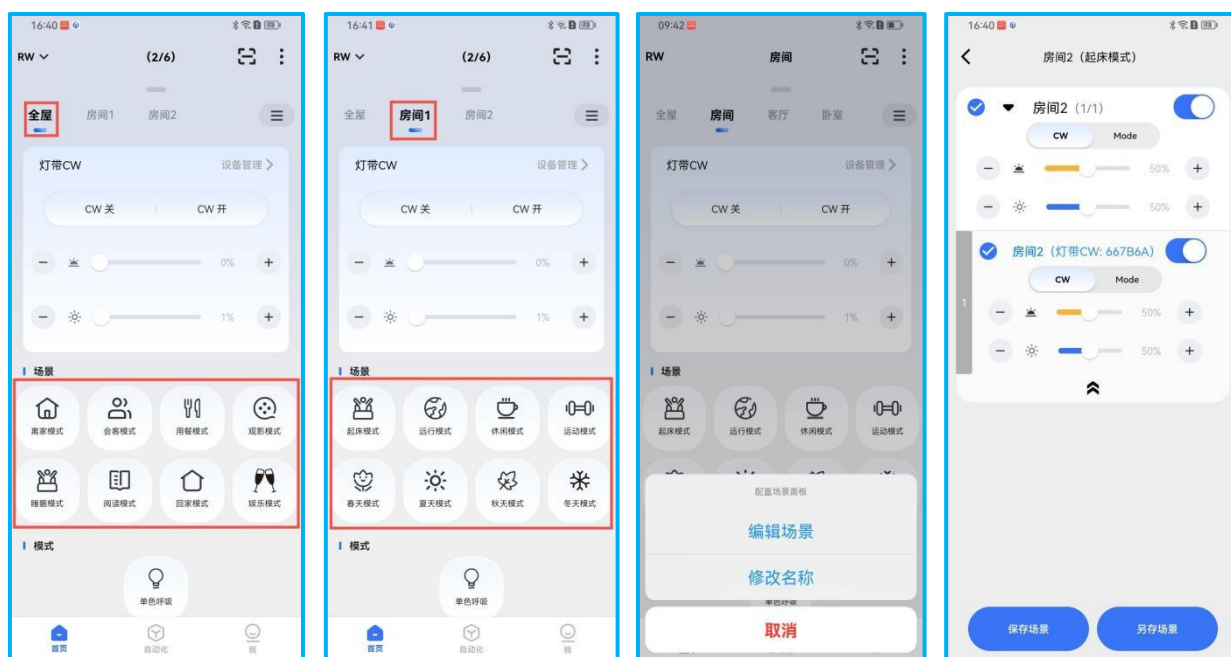 16:40
RW
(2/6)
全屋 房间1 房间2
灯带CW 设备管理
CW 关 CW 开
0%
1%
场景
离家模式 会客模式 用餐模式 观影模式
睡眠模式 阅读模式 回家模式 娱乐模式
模式
单色呼吸
首页 自动化 我
16:41
RW
(2/6)
全屋 房间1 房间2
灯带CW 设备管理
CW 关 CW 开
0%
1%
场景
起床模式 远行模式 休闲模式 运动模式
春天模式 夏天模式 秋天模式 冬天模式
模式
单色呼吸
首页 自动化 我
09:42
RW 房间
全屋 房间 客厅 卧室
灯带CW 设备管理
CW 关 CW 开
0%
1%
场景
起床模式 远行模式 休闲模式 运动模式
配置场景面板
编辑场景
修改名称
单色呼吸
取消
16:40
房间2（起床模式）
房间2（1/1）
CW Mode
50%
50%
房间2（灯带CW: 667B6A）
CW Mode
1
50%
50%
保存场景 另存场景